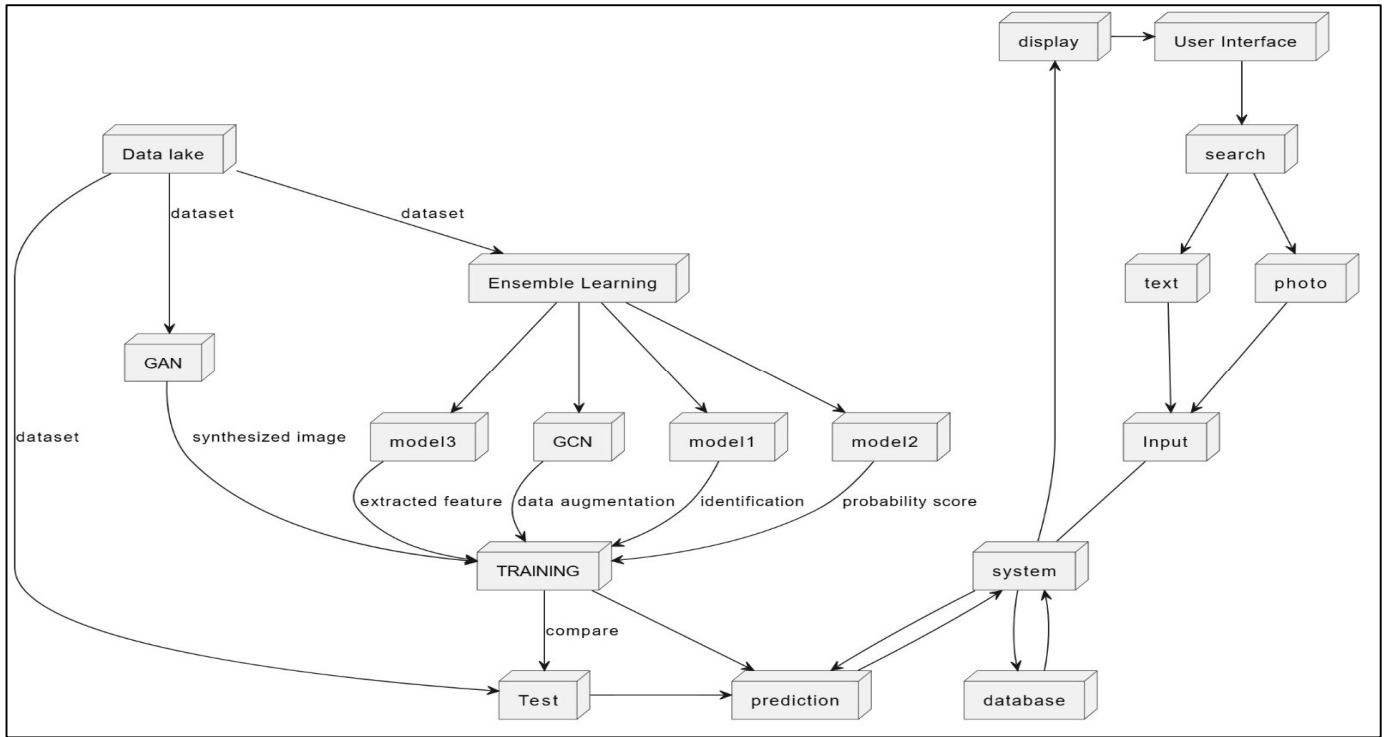 display
User Interface
Data lake
search
dataset
dataset
Ensemble Learning
text
photo
GAN
dataset
synthesized image
model3
GCN
model1
model2
Input
extracted feature
data augmentation
identification
probability score
TRAINING
system
compare
Test
prediction
database